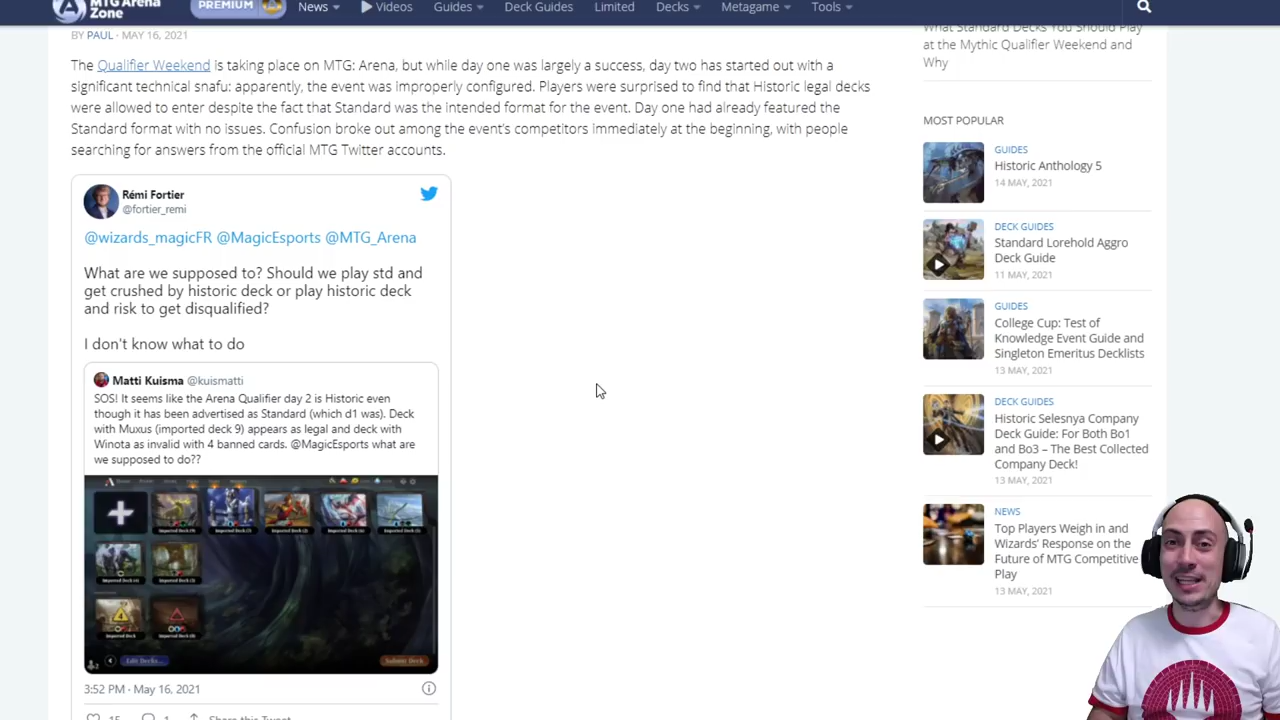 MTG Arena
Zone
PREMIUM
News
Videos
Guides
Deck Guides
Limited
Decks
Metagame
Tools
BY PAUL - MAY 16, 2021
The Qualifier Weekend is taking place on MTG: Arena, but while day one was largely a success, day two has started out with a
significant technical snafu: apparently, the event was improperly configured. Players were surprised to find that Historic legal decks
were allowed to enter despite the fact that Standard was the intended format for the event. Day one had already featured the
Standard format with no issues. Confusion broke out among the event's competitors immediately at the beginning, with people
searching for answers from the official MTG Twitter accounts.
Rémi Fortier
@fortier_remi
@wizards_magicFR @MagicEsports @MTG_Arena
What are we supposed to? Should we play std and
get crushed by historic deck or play historic deck
and risk to get disqualified?
I don't know what to do
Matti Kuisma @kuismatti
SOS! It seems like the Arena Qualifier day 2 is Historic even
though it has been advertised as Standard (which d1 was). Deck
with Muxus (imported deck 9) appears as legal and deck with
Winota as invalid with 4 banned cards. @MagicEsports what are
we supposed to do??
Edit Decks...
Submit Deck
3:52 PM · May 16, 2021
15
1
Share this Tweet
What Standard Decks You Should Play
at the Mythic Qualifier Weekend and
Why
MOST POPULAR
GUIDES
Historic Anthology 5
14 MAY, 2021
DECK GUIDES
Standard Lorehold Aggro
Deck Guide
11 MAY, 2021
GUIDES
College Cup: Test of
Knowledge Event Guide and
Singleton Emeritus Decklists
13 MAY, 2021
DECK GUIDES
Historic Selesnya Company
Deck Guide: For Both Bo1
and Bo3 – The Best Collected
Company Deck!
13 MAY, 2021
NEWS
Top Players Weigh in and
Wizards' Response on the
Future of MTG Competitive
Play
13 MAY, 2021